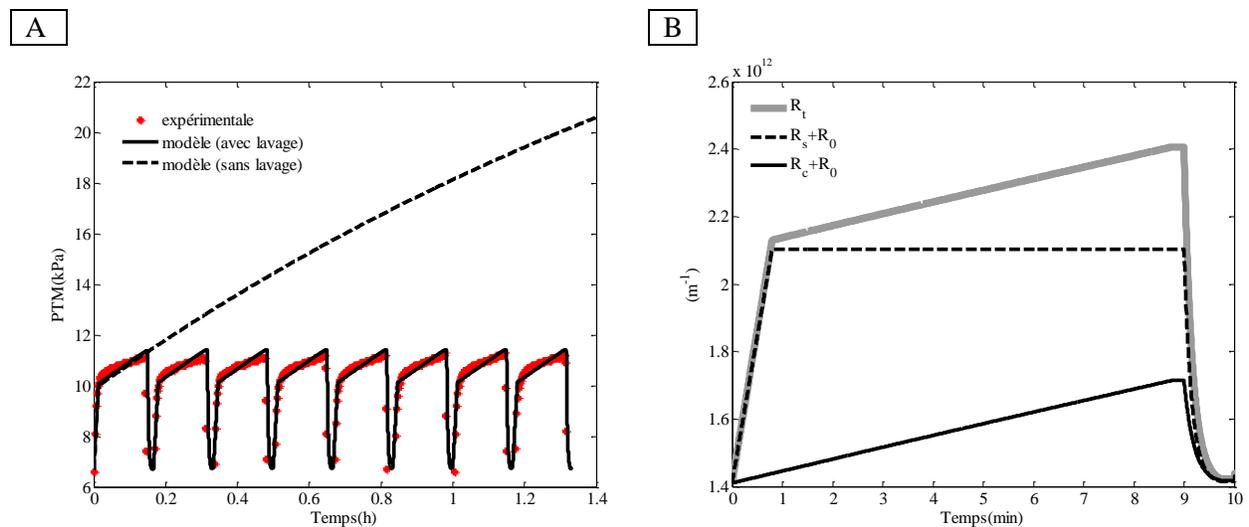 A
22
20
18
16
14
12
10
8
6
PTM(kPa)
expérimentale
modèle (avec lavage)
modèle (sans lavage)
0 0.2 0.4 0.6 0.8 1 1.2 1.4
Temps(h)
B
x 10^12
2.6
2.4
2.2
2
1.8
1.6
1.4
(m^-1)
R_t
R_s+R_0
R_c+R_0
0 1 2 3 4 5 6 7 8 9 10
Temps(min)